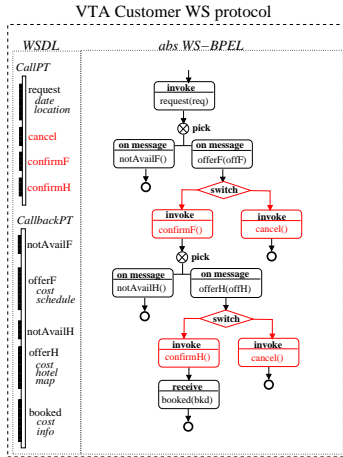 VTA Customer WS protocol
WSDL
abs WS-BPEL
CallPT
request
date
location
cancel
confirmF
confirmH
CallbackPT
notAvailF
offerF
cost
schedule
notAvailH
offerH
cost
hotel
map
booked
cost
info
invoke
request(req)
pick
on message
notAvailF()
on message
offerF(offF)
switch
invoke
confirmF()
invoke
cancel()
pick
on message
notAvailH()
on message
offerH(offH)
switch
invoke
confirmH()
invoke
cancel()
receive
booked(bkd)